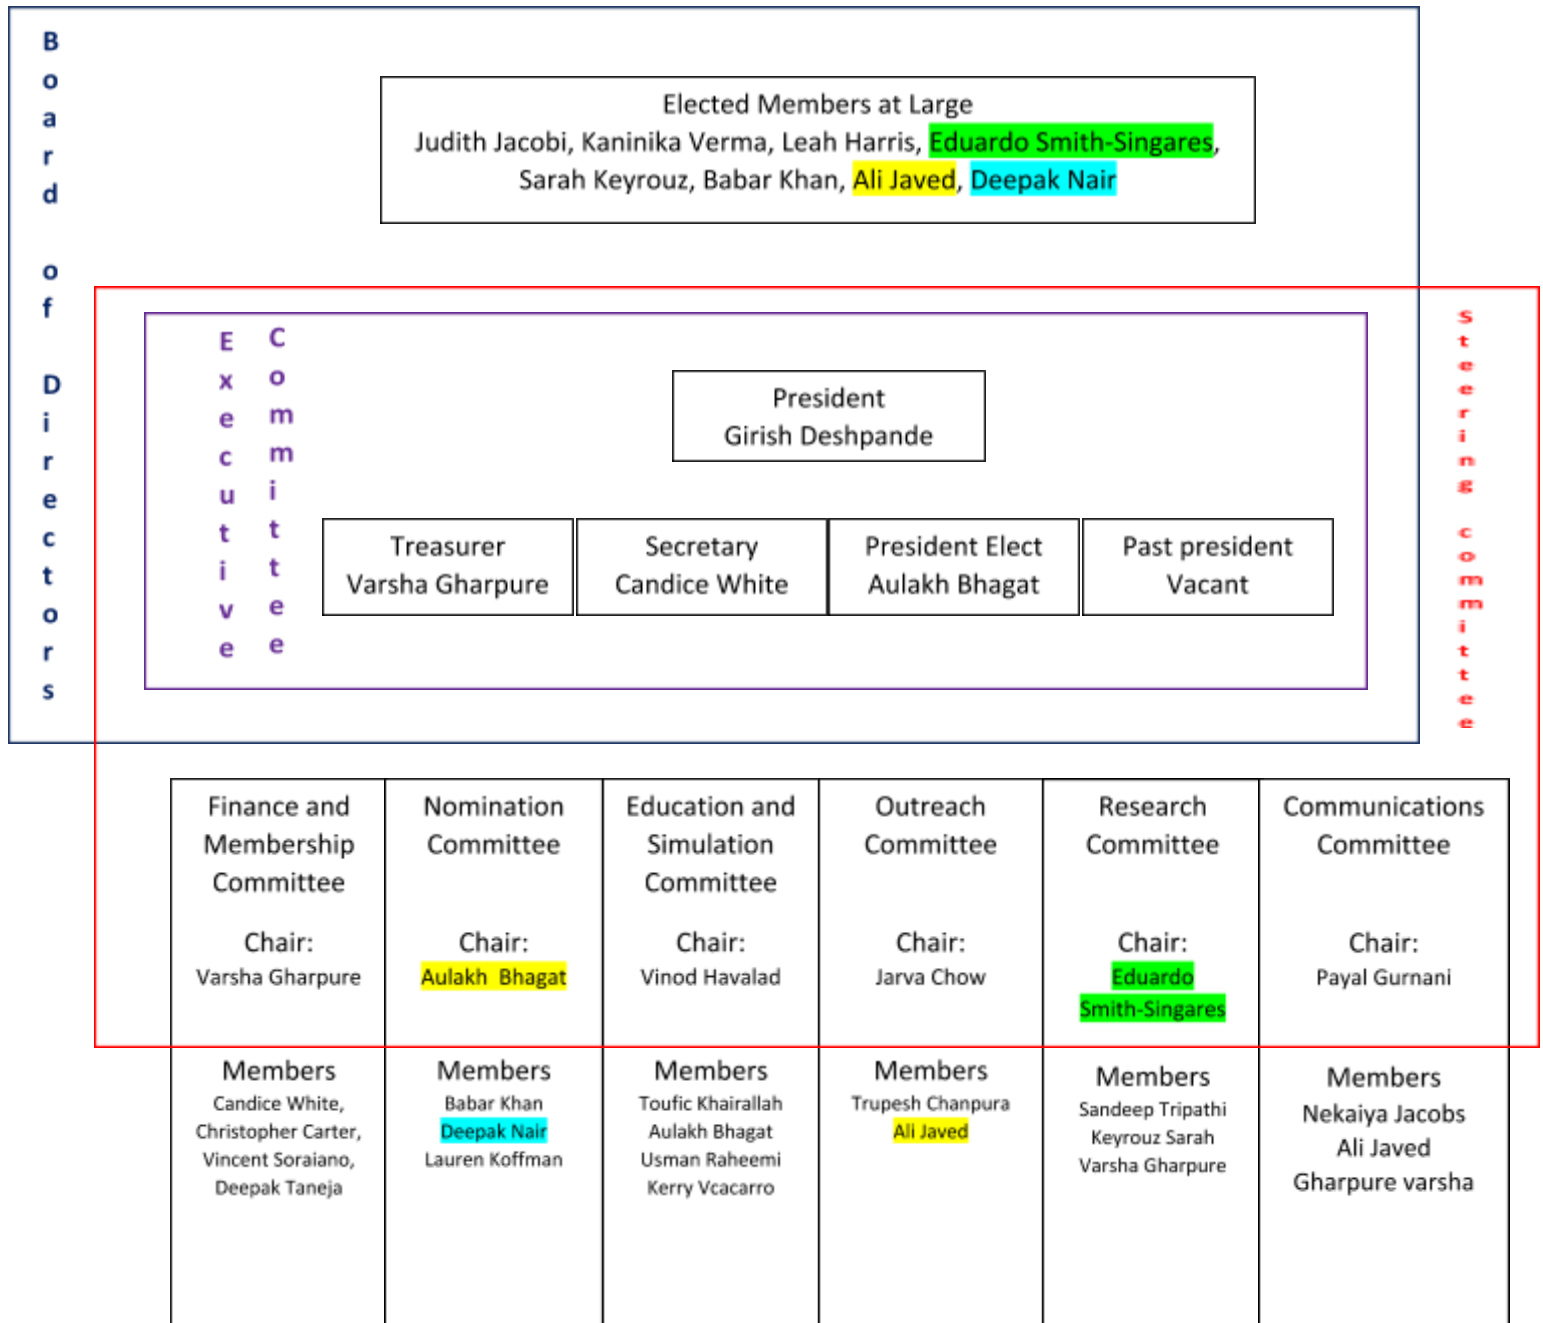 Board of Directors
Elected Members at Large
Judith Jacobi, Kaninika Verma, Leah Harris, Eduardo Smith-Singares,
Sarah Keyrouz, Babar Khan, Ali Javed, Deepak Nair
Steering committee
Executive
Committee
President
Girish Deshpande
Treasurer
Varsha Gharpure
Secretary
Candice White
President Elect
Aulakh Bhagat
Past president
Vacant
Finance and
Membership
Committee
Chair:
Varsha Gharpure
Members
Candice White,
Christopher Carter,
Vincent Soraiano,
Deepak Taneja
Nomination
Committee
Chair:
Aulakh Bhagat
Members
Babar Khan
Deepak Nair
Lauren Koffman
Education and
Simulation
Committee
Chair:
Vinod Havalad
Members
Toufic Khairallah
Aulakh Bhagat
Usman Raheemi
Kerry Vcacarro
Outreach
Committee
Chair:
Jarva Chow
Members
Trupesh Chanpura
Ali Javed
Research
Committee
Chair:
Eduardo
Smith-Singares
Members
Sandeep Tripathi
Keyrouz Sarah
Varsha Gharpure
Communications
Committee
Chair:
Payal Gurnani
Members
Nekaiya Jacobs
Ali Javed
Gharpure varsha